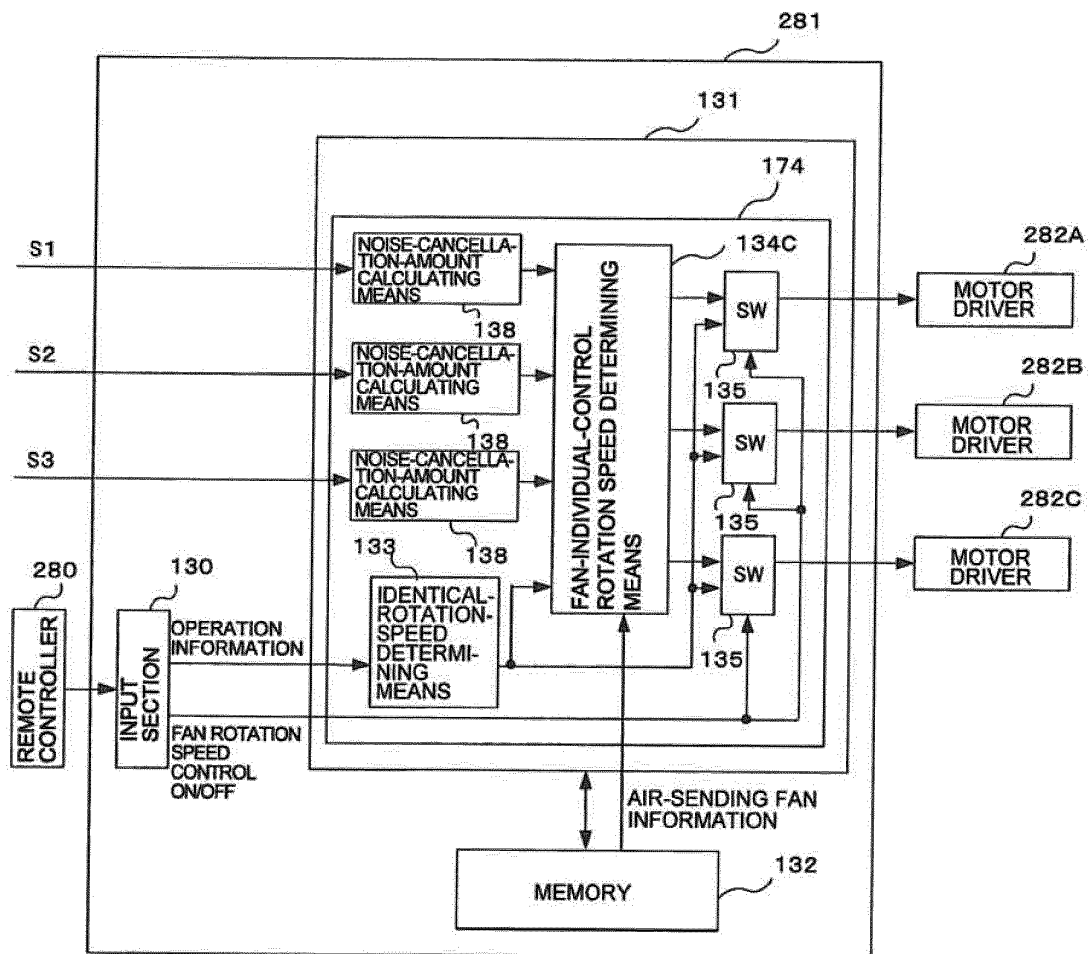 281
131
174
S1
NOISE-CANCELLA-
TION-AMOUNT
CALCULATING
MEANS
138
134C
282A
MOTOR
DRIVER
SW
135
S2
NOISE-CANCELLA-
TION-AMOUNT
CALCULATING
MEANS
138
FAN-INDIVIDUAL-CONTROL
ROTATION SPEED DETERMINING
MEANS
282B
MOTOR
DRIVER
SW
135
S3
NOISE-CANCELLA-
TION-AMOUNT
CALCULATING
MEANS
138
282C
MOTOR
DRIVER
SW
135
280
REMOTE CONTROLLER
130
INPUT
SECTION
OPERATION
INFORMATION
133
IDENTICAL-
ROTATION-
SPEED
DETERMI-
NING
MEANS
FAN ROTATION
SPEED
CONTROL
ON/OFF
AIR-SENDING FAN
INFORMATION
MEMORY
132